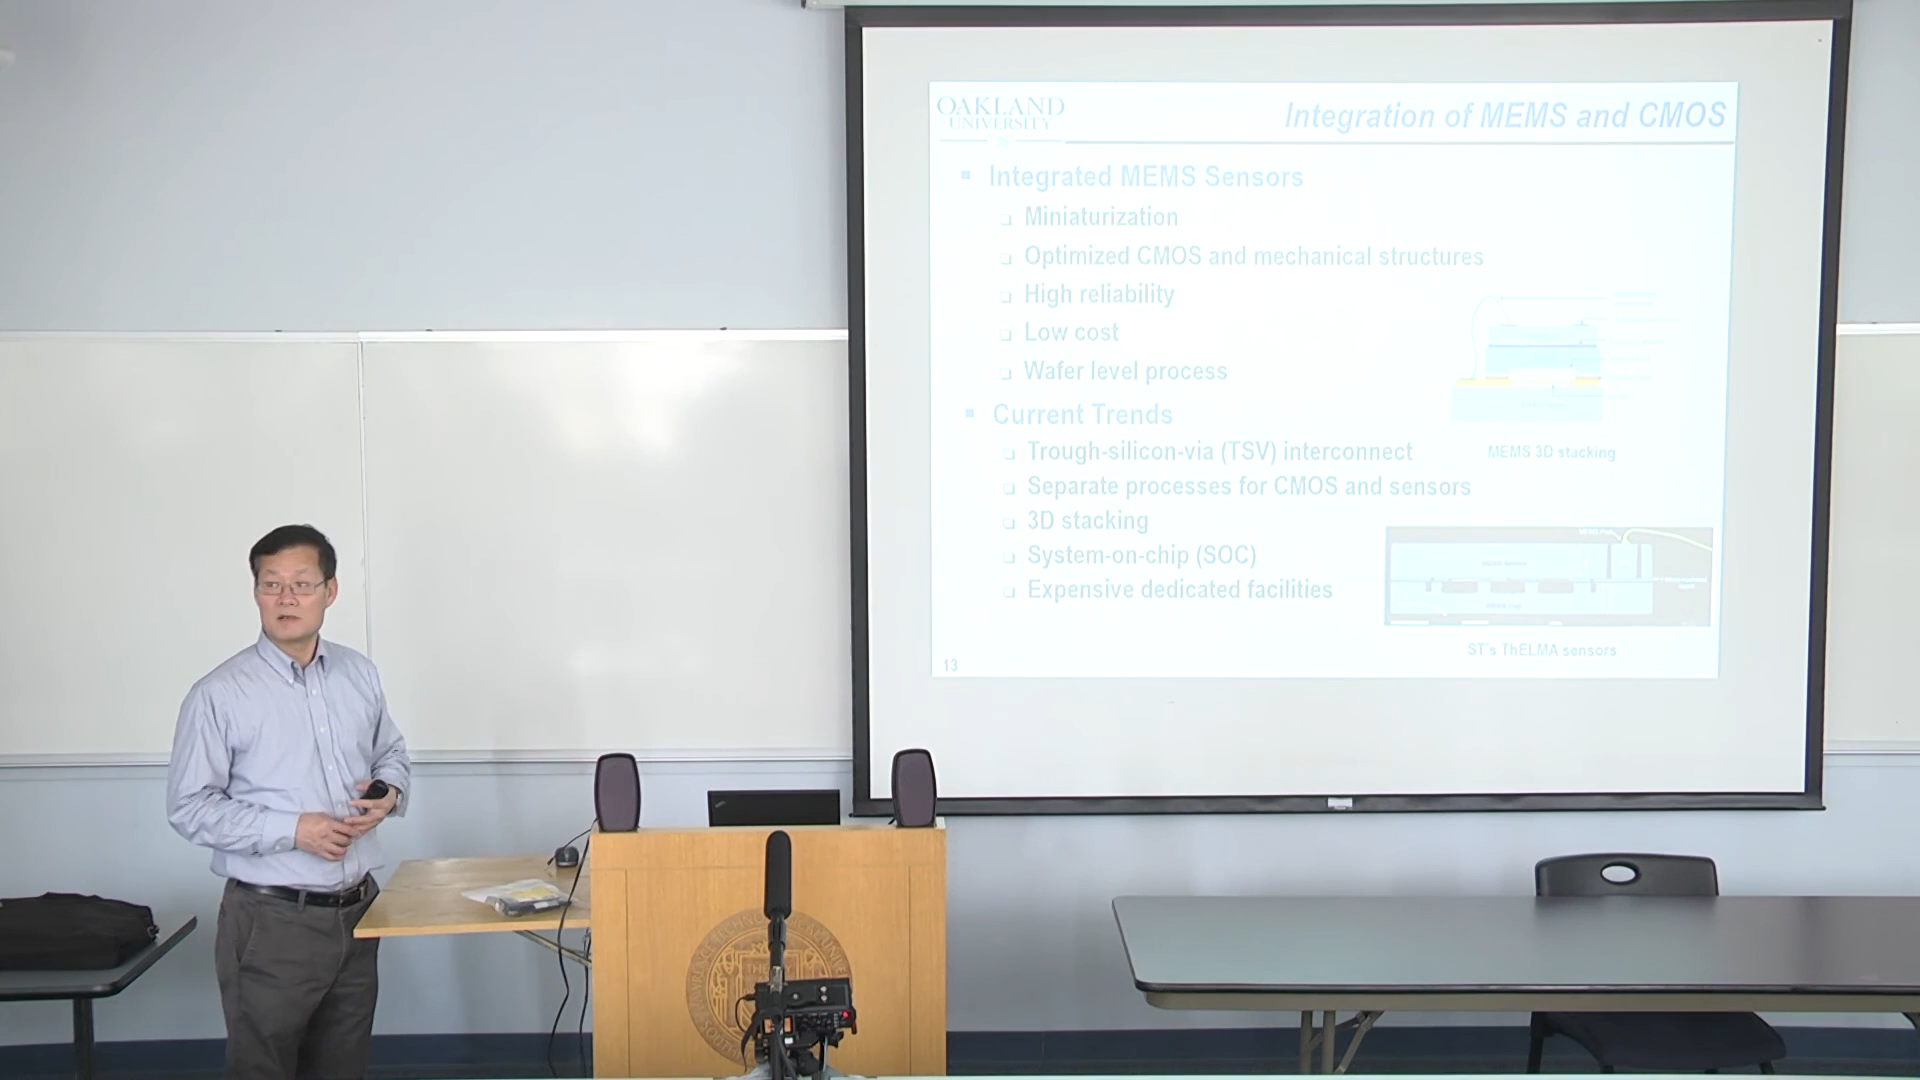 OAKLAND
UNIVERSITY
Integration of MEMS and CMOS
Integrated MEMS Sensors
Miniaturization
Optimized CMOS and mechanical structures
High reliability
Low cost
Wafer level process
Current Trends
Trough-silicon-via (TSV) interconnect
Separate processes for CMOS and sensors
3D stacking
System-on-chip (SOC)
Expensive dedicated facilities
MEMS 3D stacking
ST's ThELMA sensors
13